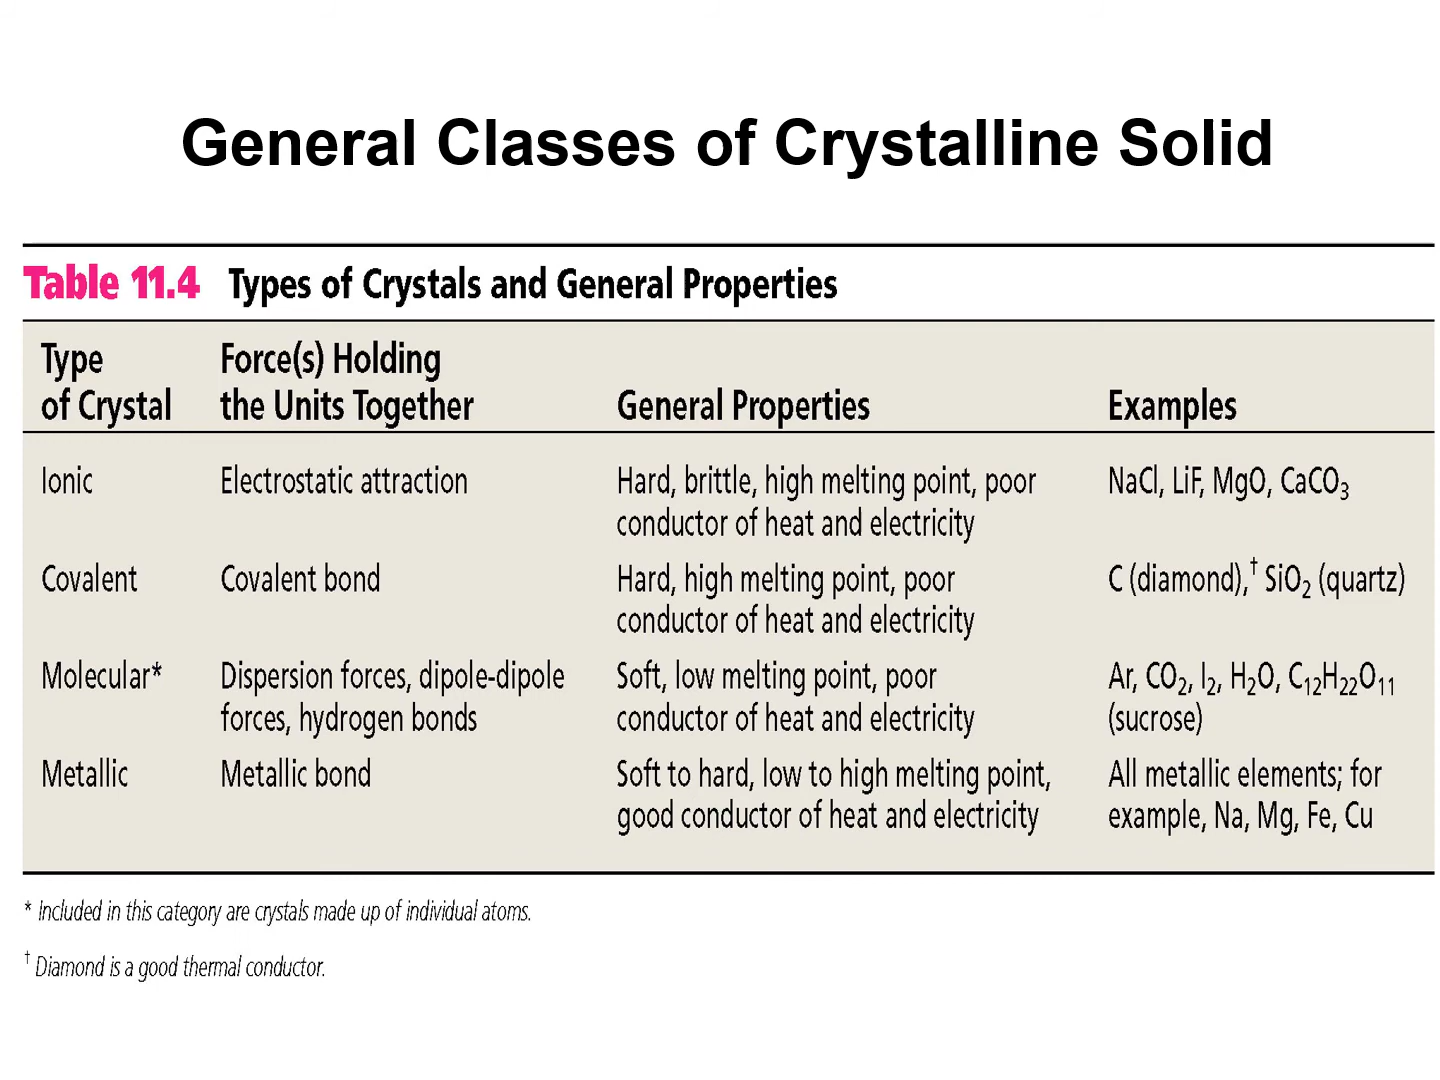 General Classes of Crystalline Solid
Table 11.4 Types of Crystals and General Properties
Type of Crystal
Force(s) Holding the Units Together
General Properties
Examples
Ionic
Electrostatic attraction
Hard, brittle, high melting point, poor
conductor of heat and electricity
NaCl, LiF, MgO, CaCO₃
Covalent
Covalent bond
Hard, high melting point, poor
conductor of heat and electricity
C (diamond),† SiO₂ (quartz)
Molecular*
Dispersion forces, dipole-dipole
forces, hydrogen bonds
Soft, low melting point, poor
conductor of heat and electricity
Ar, CO₂, I₂, H₂O, C₁₂H₂₂O₁₁
(sucrose)
Metallic
Metallic bond
Soft to hard, low to high melting point,
good conductor of heat and electricity
All metallic elements; for
example, Na, Mg, Fe, Cu
* Included in this category are crystals made up of individual atoms.
† Diamond is a good thermal conductor.